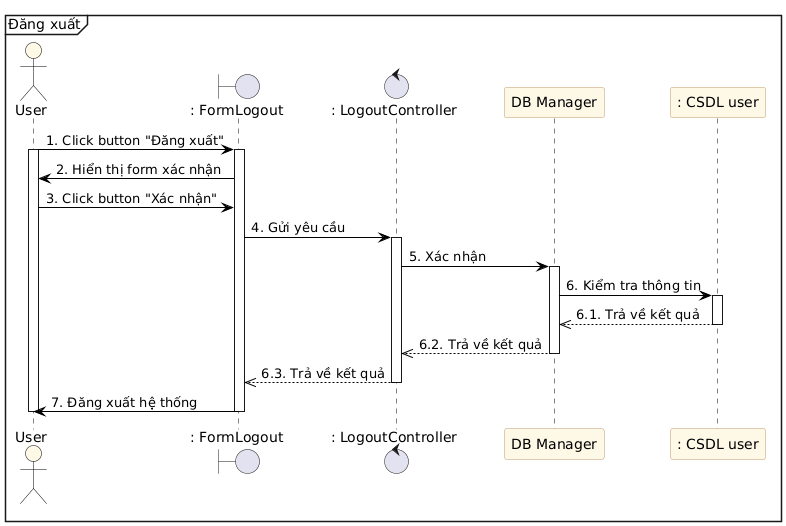 Đăng xuất
User
: FormLogout
: LogoutController
DB Manager
: CSDL user
1. Click button "Đăng xuất"
2. Hiển thị form xác nhận
3. Click button "Xác nhận"
4. Gửi yêu cầu
5. Xác nhận
6. Kiểm tra thông tin
6.1. Trả về kết quả
6.2. Trả về kết quả
6.3. Trả về kết quả
7. Đăng xuất hệ thống
User
: FormLogout
: LogoutController
DB Manager
: CSDL user